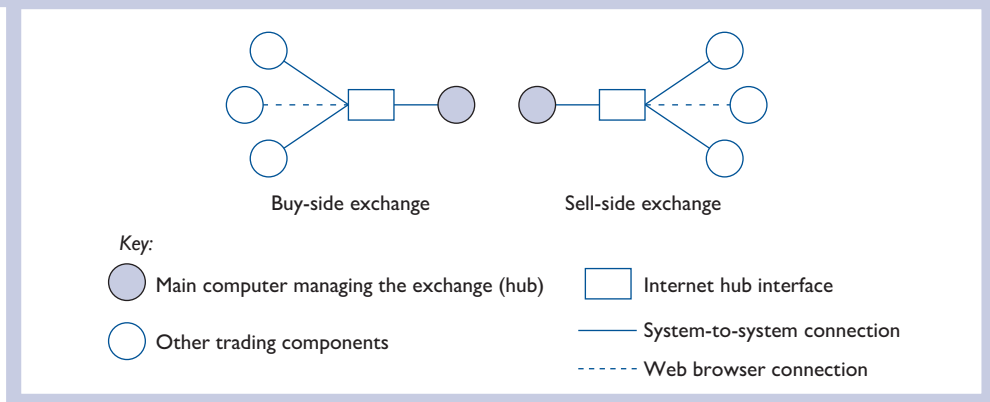 Buy-side exchange
Sell-side exchange
Key:
Main computer managing the exchange (hub)
Internet hub interface
Other trading components
System-to-system connection
Web browser connection